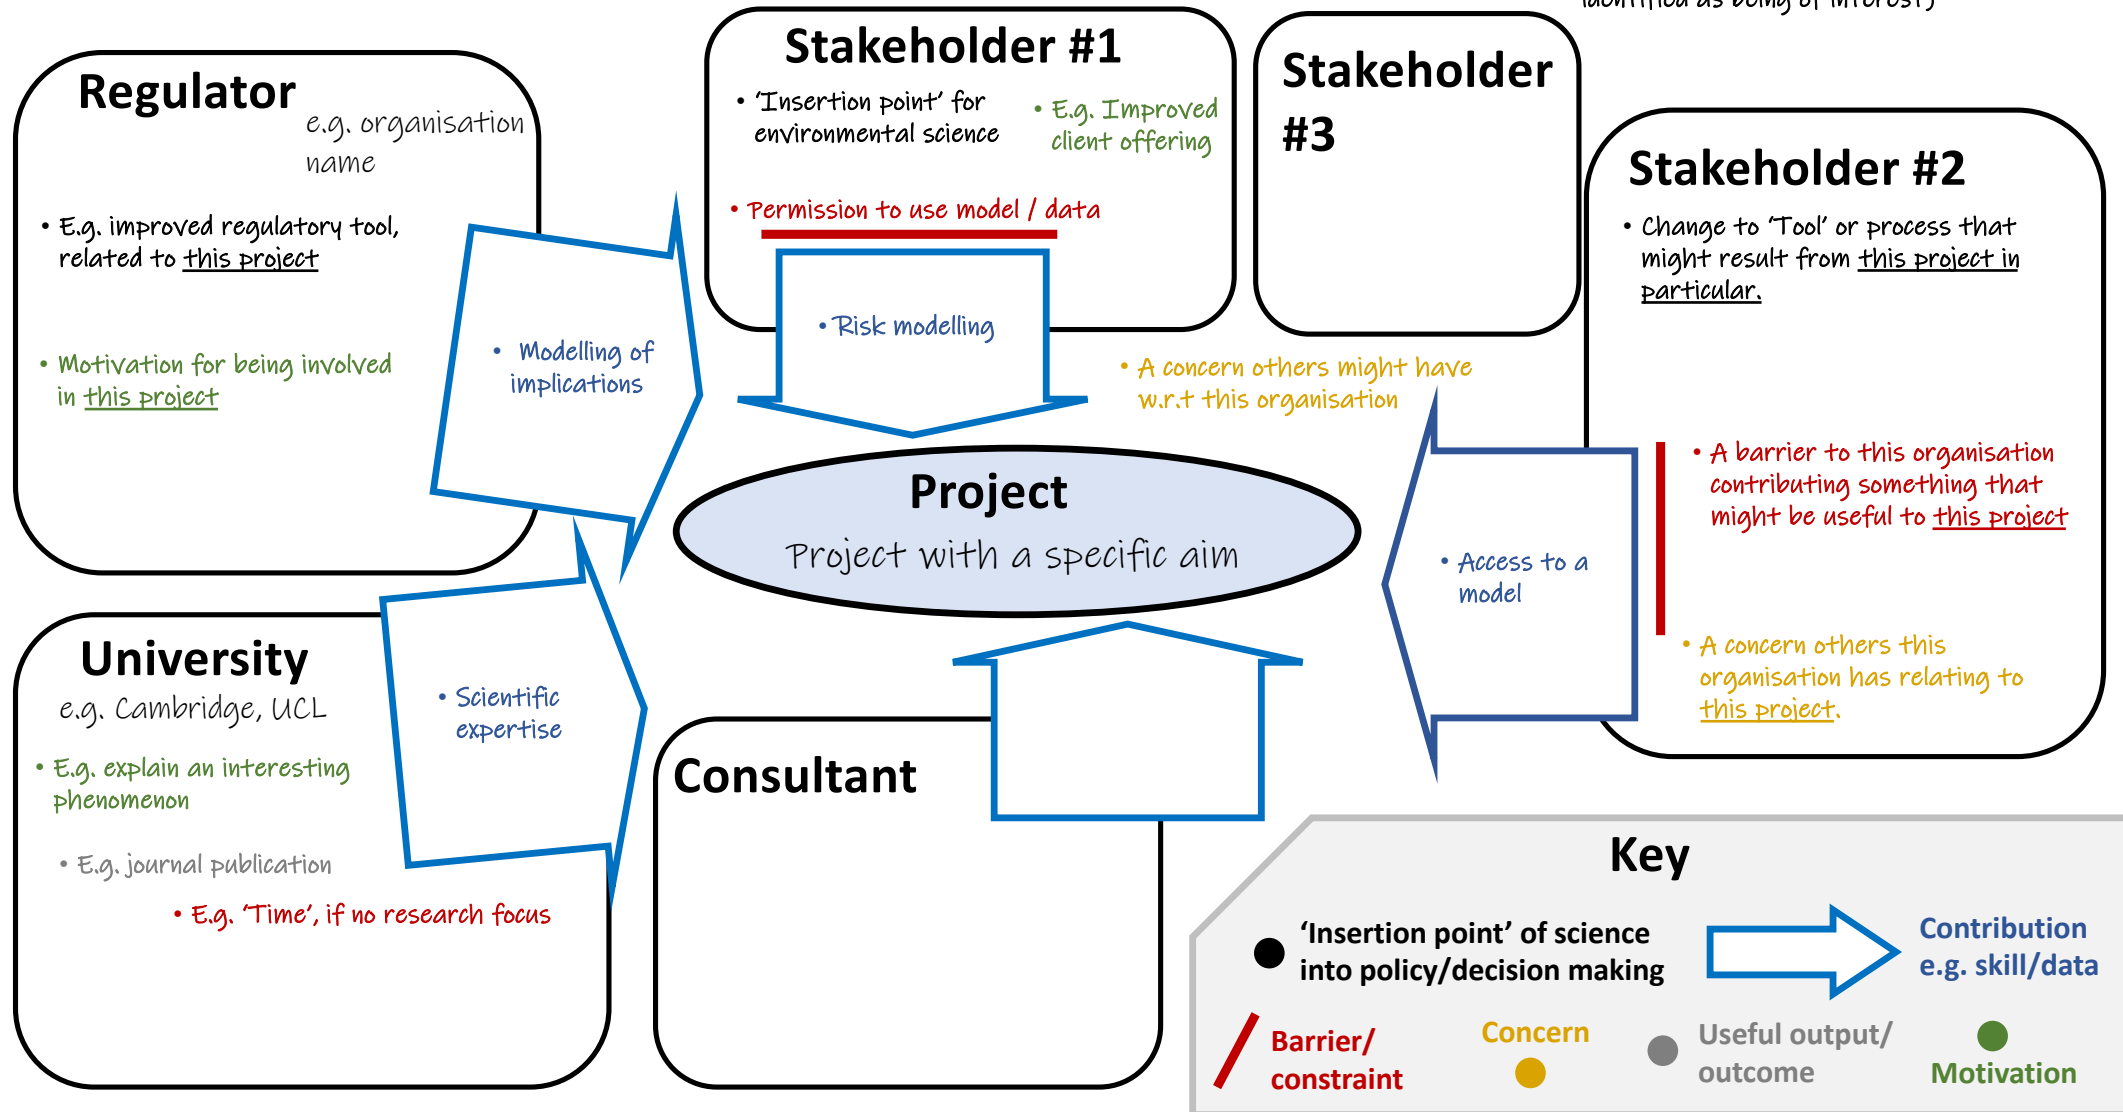 identified as being of interest)
Regulator
e.g. organisation
name
• E.g. improved regulatory tool,
related to this project
• Motivation for being involved
in this project
• Modelling of
implications
Stakeholder #1
• ‘Insertion point’ for
environmental science
• E.g. Improved
client offering
• Permission to use model / data
• Risk modelling
Stakeholder
#3
• A concern others might have
w.r.t this organisation
Stakeholder #2
• Change to ‘Tool’ or process that
might result from this project in
particular.
• A barrier to this organisation
contributing something that
might be useful to this project
• Access to a
model
• A concern others this
organisation has relating to
this project.
Project
Project with a specific aim
University
e.g. Cambridge, UCL
• E.g. explain an interesting
phenomenon
• E.g. journal publication
• E.g. ‘Time’, if no research focus
• Scientific
expertise
Consultant
Key
‘Insertion point’ of science
into policy/decision making
Contribution
e.g. skill/data
Barrier/
constraint
Concern
Useful output/
outcome
Motivation